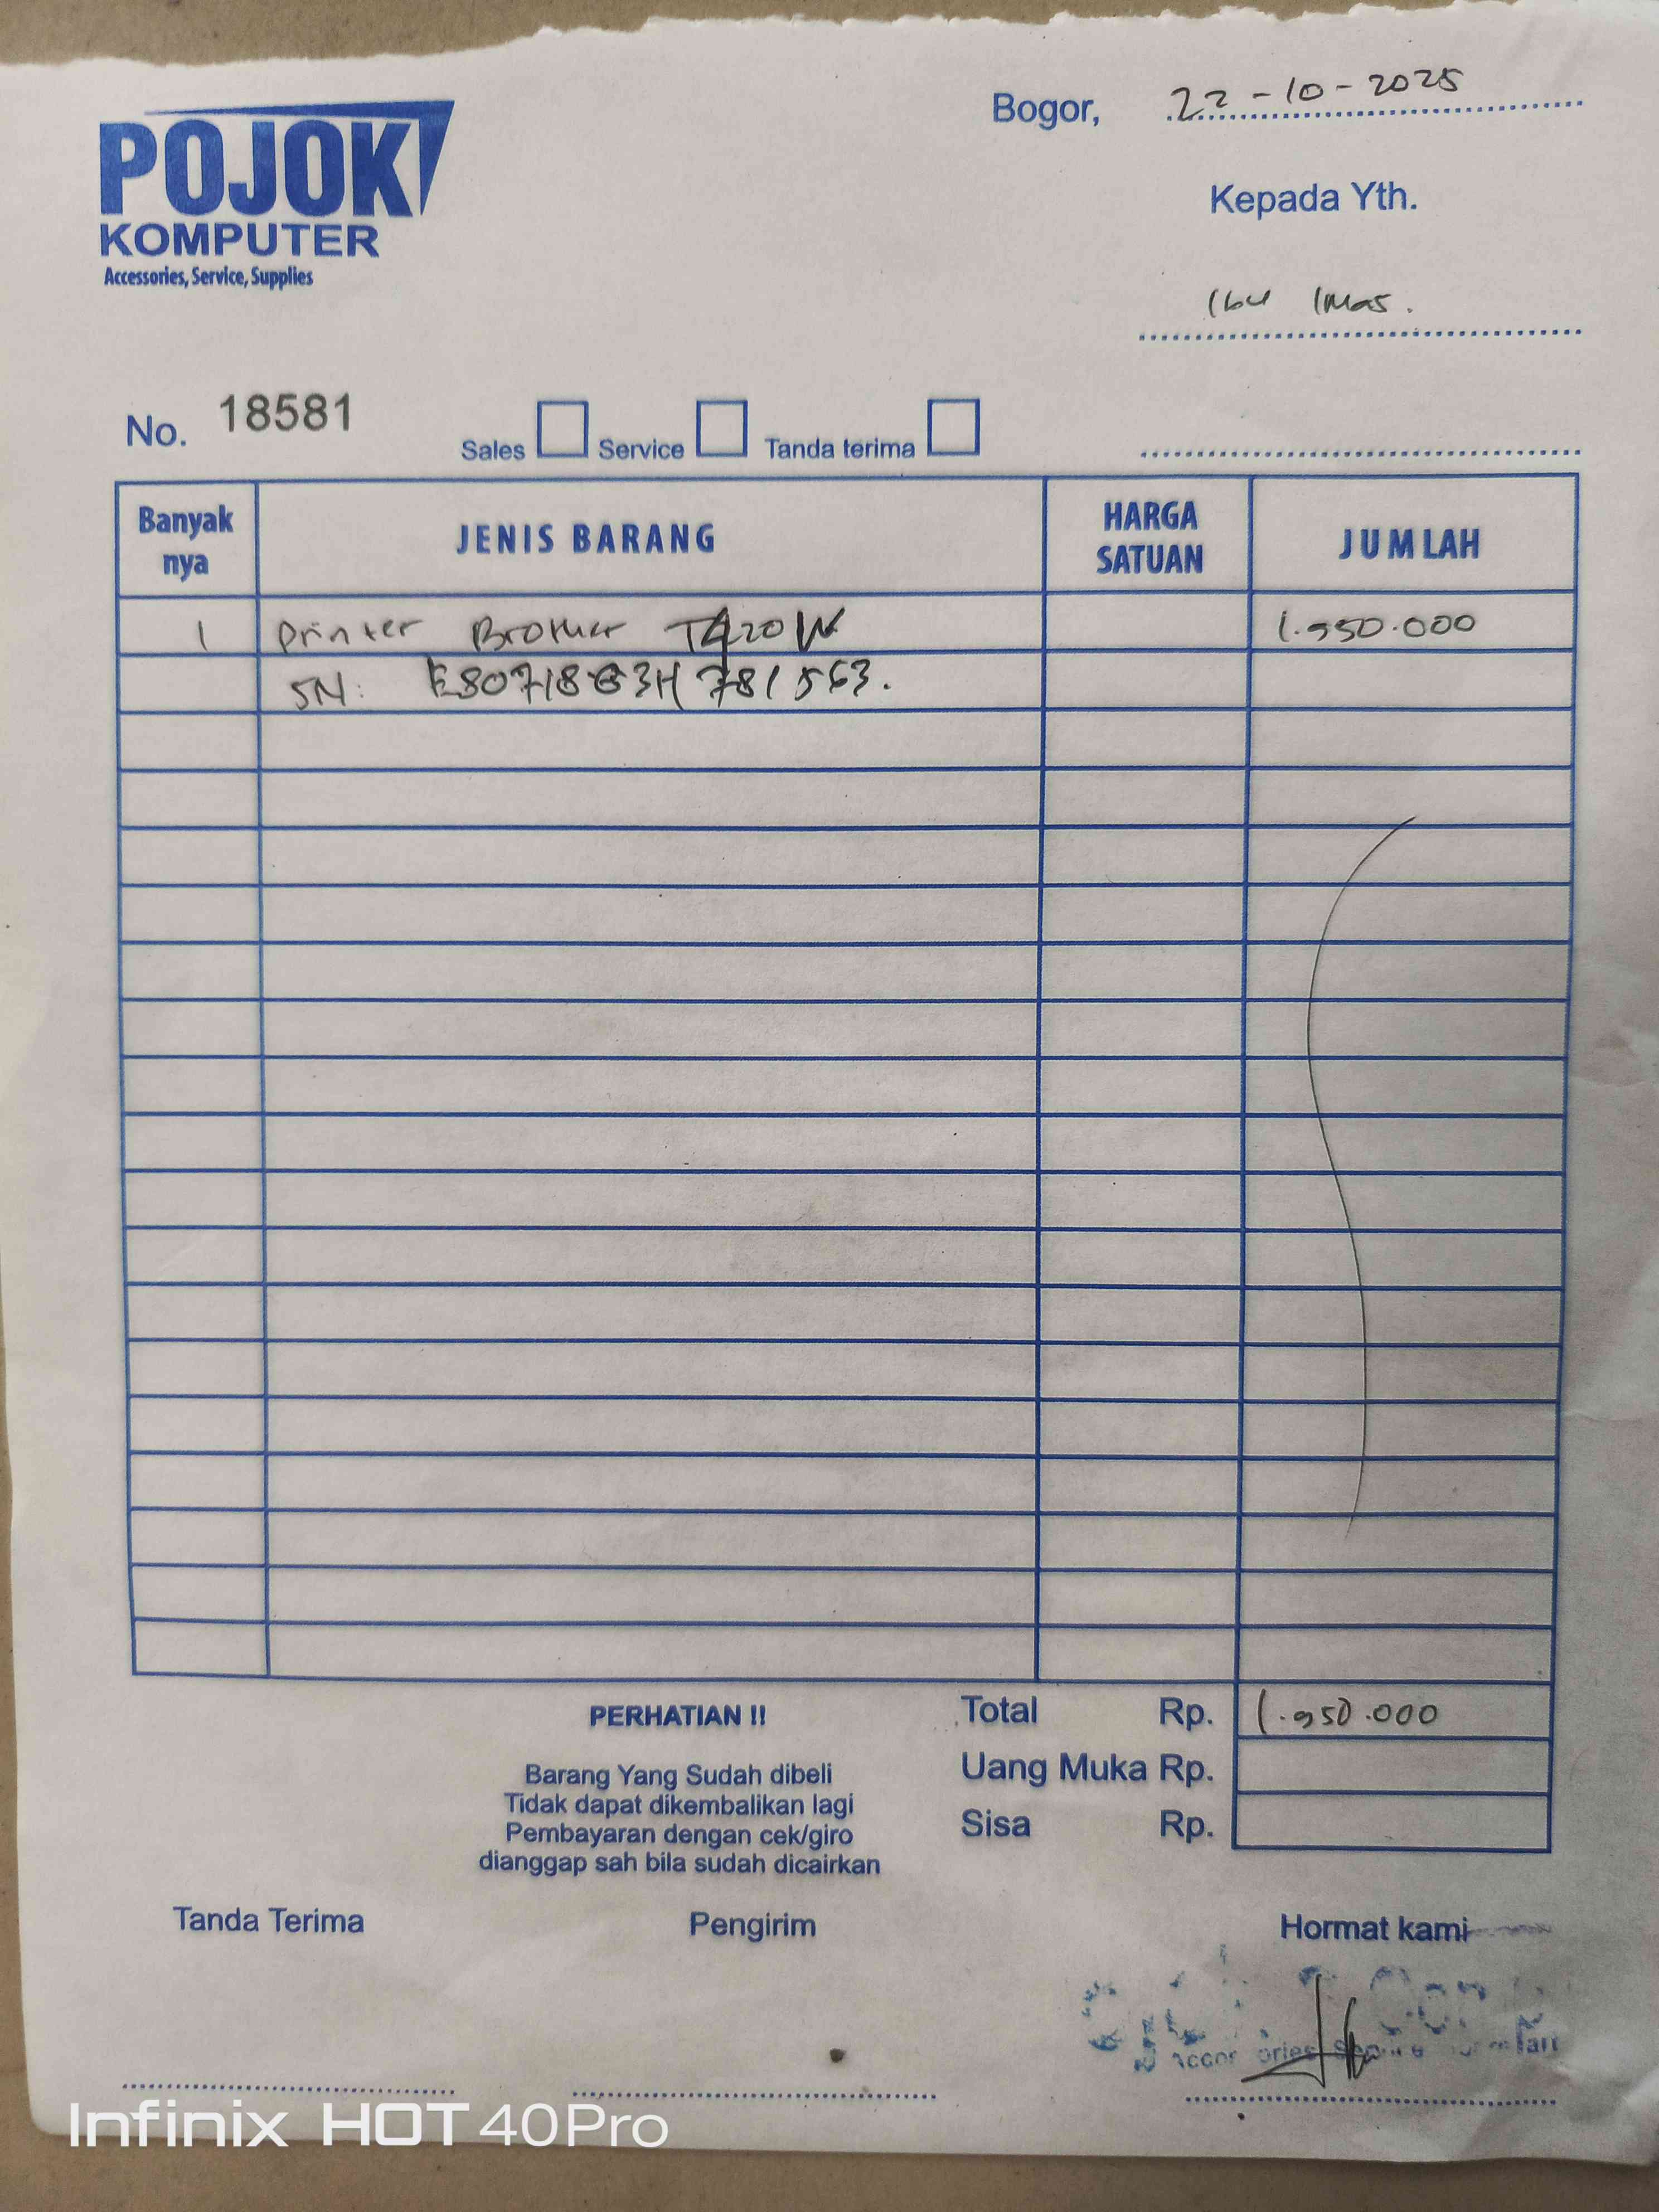 POJOK
KOMPUTER
Accessories, Service, Supplies
Bogor, 22-10-2025
Kepada Yth.
Ibu Imas.
No. 18581
Sales Service Tanda terima
Banyak nya JENIS BARANG HARGA SATUAN JUMLAH
1 Printer Brother T420W 1.950.000
SN: E80718G3H781563.
PERHATIAN !!
Barang Yang Sudah dibeli
Tidak dapat dikembalikan lagi
Pembayaran dengan cek/giro
dianggap sah bila sudah dicairkan
Total Rp. 1.950.000
Uang Muka Rp.
Sisa Rp.
Tanda Terima Pengirim Hormat kami
Infinix HOT 40Pro